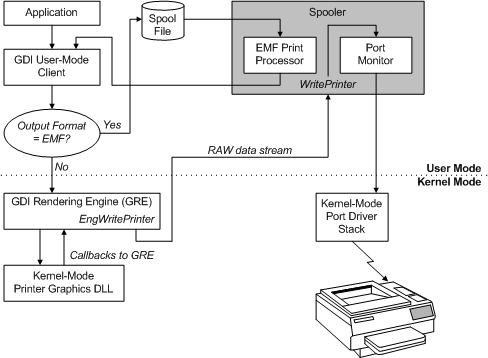 Application
Spool
File
Spooler
GDI User-Mode
Client
EMF Print
Processor
Port
Monitor
WritePrinter
Output Format
= EMF?
Yes
No
RAW data stream
User Mode
Kernel Mode
GDI Rendering Engine (GRE)
EngWritePrinter
Kernel-Mode
Port Driver
Stack
Callbacks to GRE
Kernel-Mode
Printer Graphics DLL